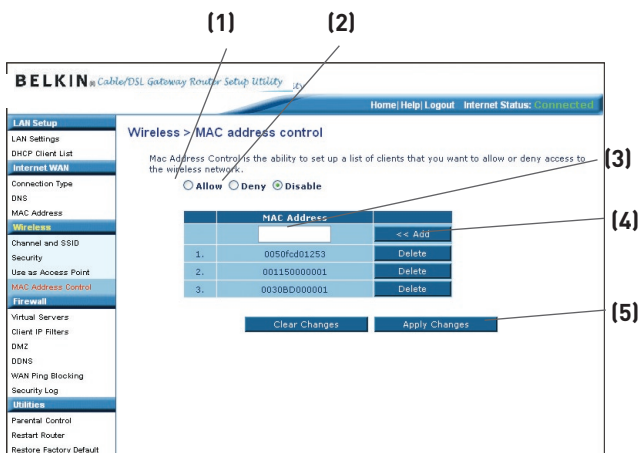 (1) (2)
BELKIN® Cable/DSL Gateway Router Setup Utility
ity
Home| Help| Logout Internet Status: Connected
LAN Setup
LAN Settings
DHCP Client List
Internet WAN
Connection Type
DNS
MAC Address
Wireless
Channel and SSID
Security
Use as Access Point
MAC Address Control
Firewall
Virtual Servers
Client IP Filters
DMZ
DDNS
WAN Ping Blocking
Security Log
Utilities
Parental Control
Restart Router
Restore Factory Default
Wireless > MAC address control
Mac Address Control is the ability to set up a list of clients that you want to allow or deny access to
the wireless network.
Allow Deny Disable
(3)
MAC Address
<< Add
(4)
1. 0050fcd01253 Delete
2. 001150000001 Delete
3. 0030BD000001 Delete
Clear Changes Apply Changes
(5)